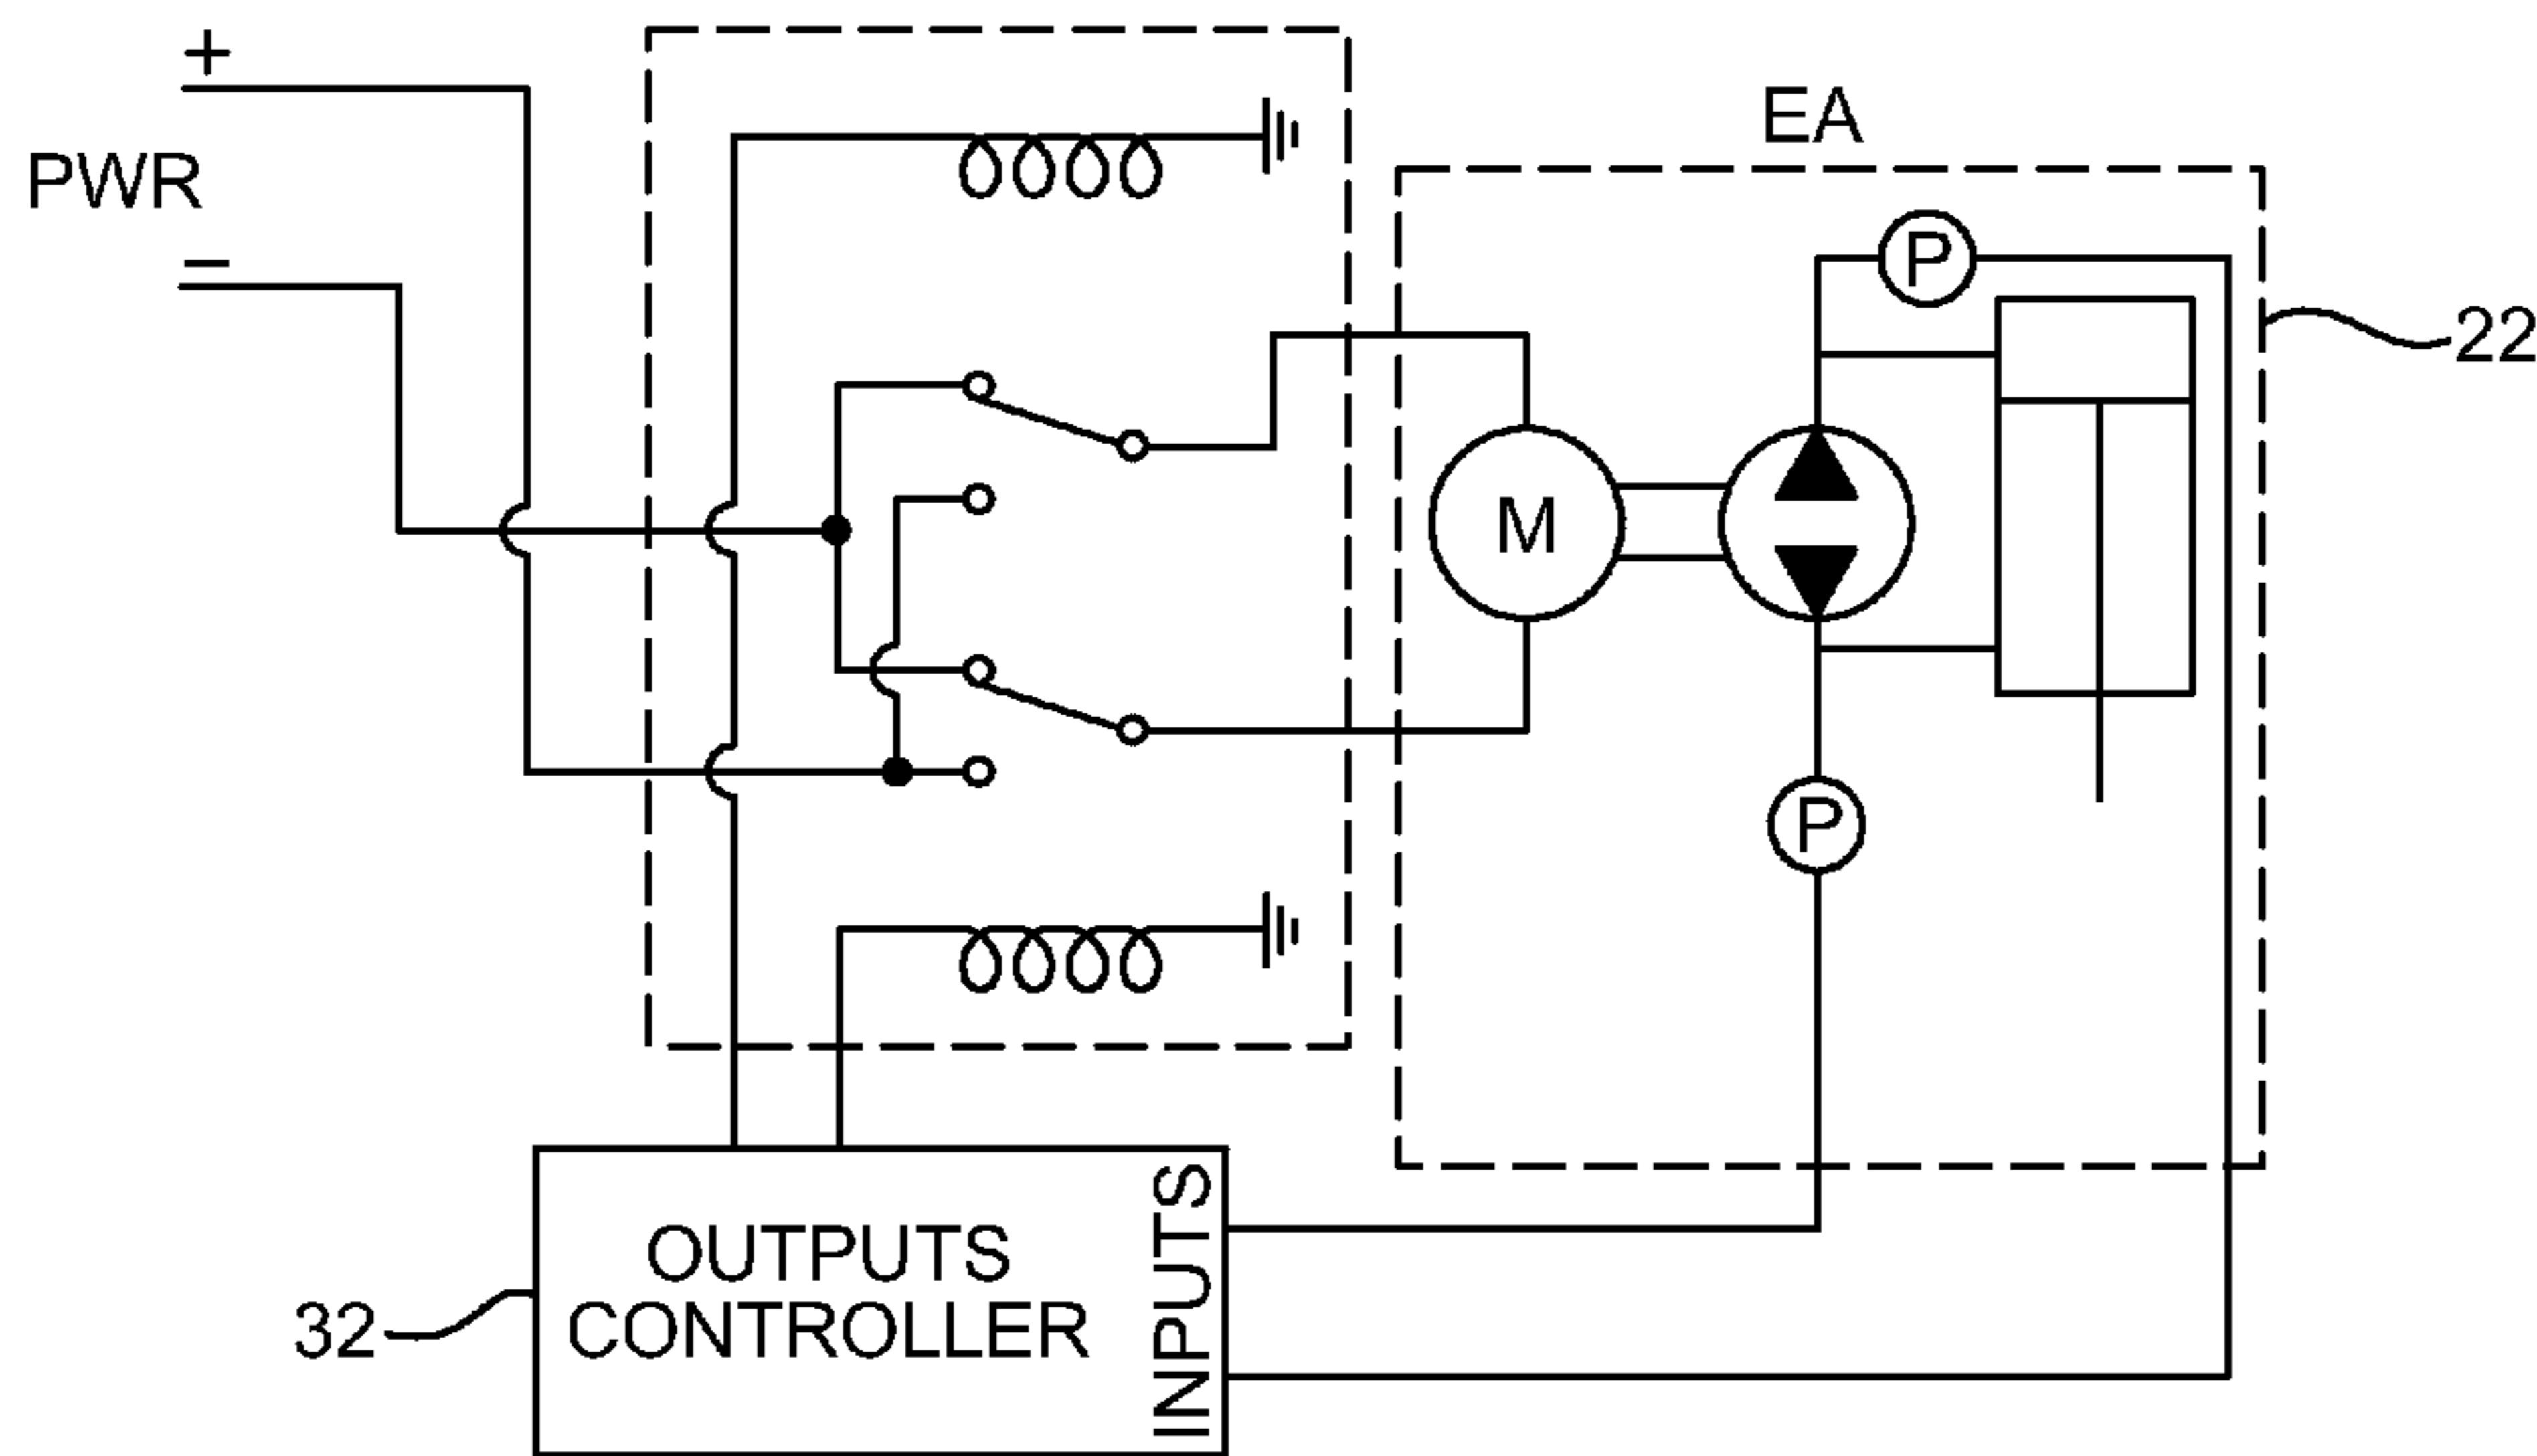 +
PWR
−
EA
P
22
M
P
OUTPUTS
CONTROLLER
INPUTS
32